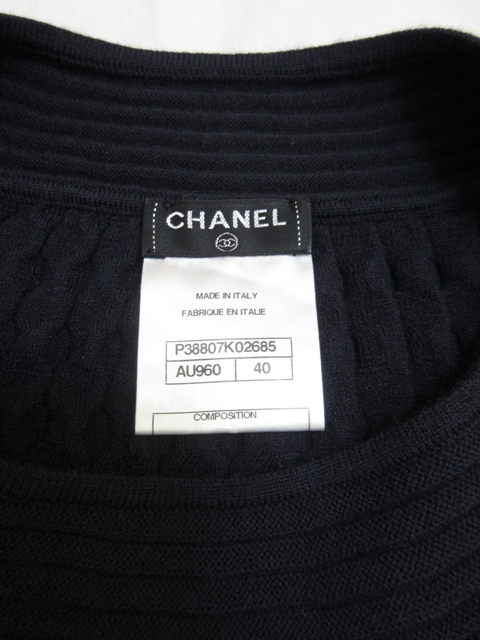 CHANEL
MADE IN ITALY
FABRIQUE EN ITALIE
P38807K02685
AU960 40
COMPOSITION